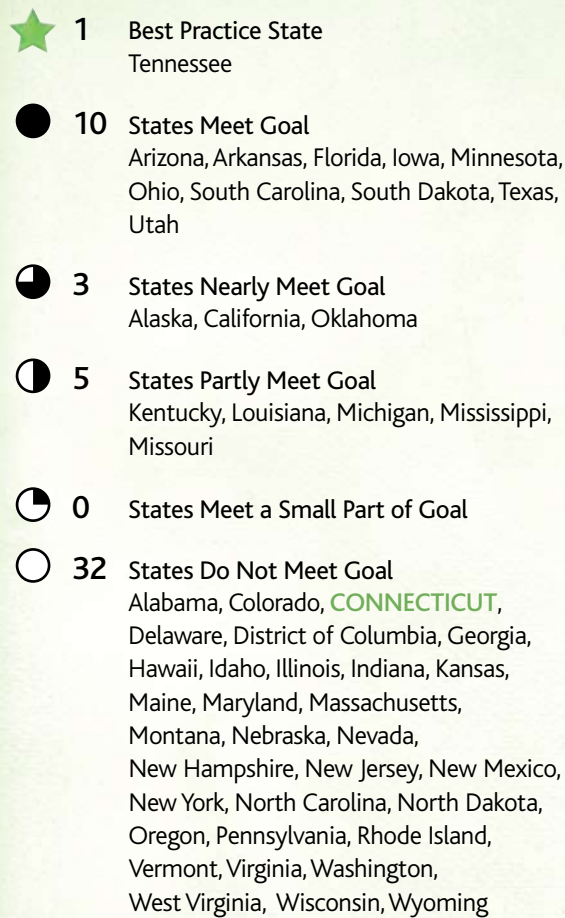 1 Best Practice State
Tennessee
10 States Meet Goal
Arizona, Arkansas, Florida, Iowa, Minnesota,
Ohio, South Carolina, South Dakota, Texas,
Utah
3 States Nearly Meet Goal
Alaska, California, Oklahoma
5 States Partly Meet Goal
Kentucky, Louisiana, Michigan, Mississippi,
Missouri
0 States Meet a Small Part of Goal
32 States Do Not Meet Goal
Alabama, Colorado, CONNECTICUT,
Delaware, District of Columbia, Georgia,
Hawaii, Idaho, Illinois, Indiana, Kansas,
Maine, Maryland, Massachusetts,
Montana, Nebraska, Nevada,
New Hampshire, New Jersey, New Mexico,
New York, North Carolina, North Dakota,
Oregon, Pennsylvania, Rhode Island,
Vermont, Virginia, Washington,
West Virginia, Wisconsin, Wyoming